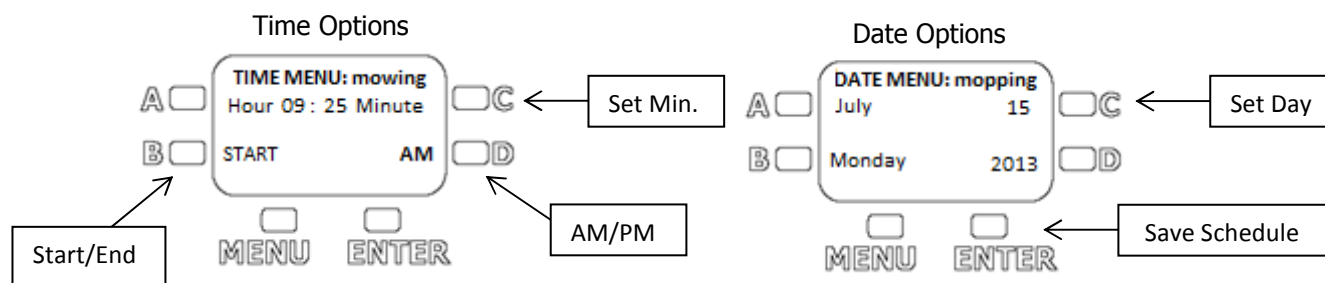 Time Options
TIME MENU: mowing
A
Hour 09 : 25 Minute
C
Set Min.
B
START
AM
D
MENU
ENTER
Start/End
AM/PM
Date Options
DATE MENU: mopping
A
July
15
C
Set Day
B
Monday
2013
D
MENU
ENTER
Save Schedule